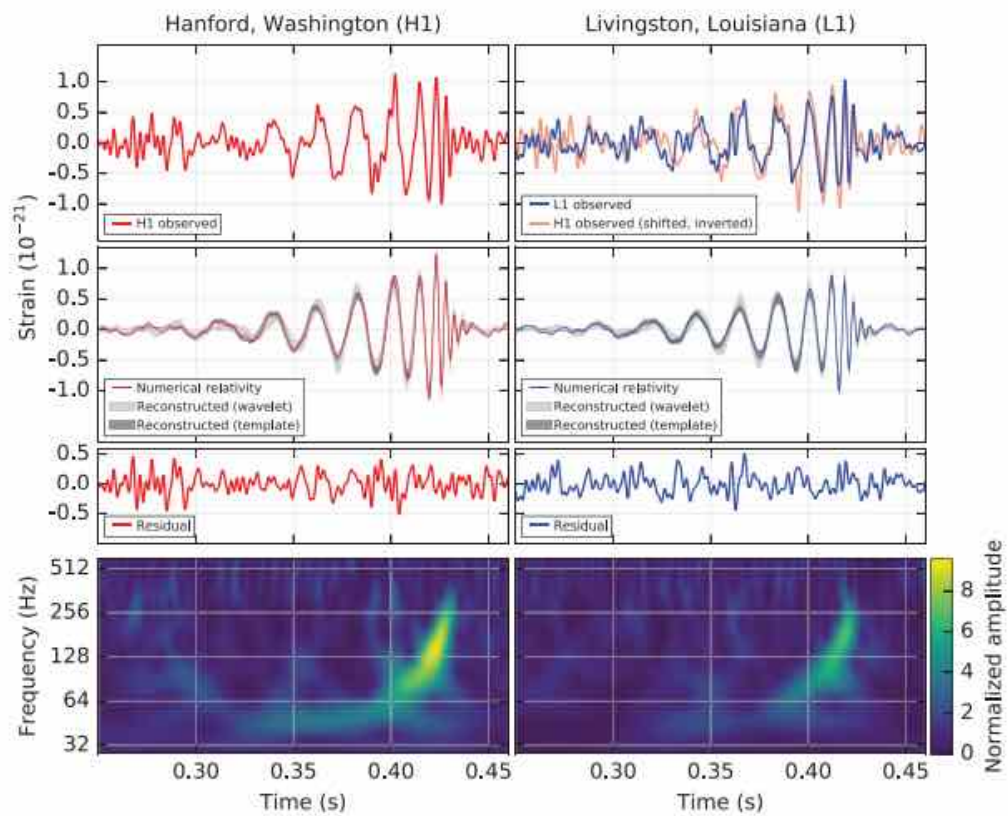 Hanford, Washington (H1)
Livingston, Louisiana (L1)
1.0
0.5
0.0
-0.5
-1.0
H1 observed
L1 observed
H1 observed (shifted, inverted)
Strain (10⁻²¹)
1.0
0.5
0.0
-0.5
-1.0
Numerical relativity
Reconstructed (wavelet)
Reconstructed (template)
Numerical relativity
Reconstructed (wavelet)
Reconstructed (template)
0.5
0.0
-0.5
Residual
Residual
Frequency (Hz)
512
256
128
64
32
Normalized amplitude
8
6
4
2
0
0.30
0.35
0.40
0.45
0.30
0.35
0.40
0.45
Time (s)
Time (s)